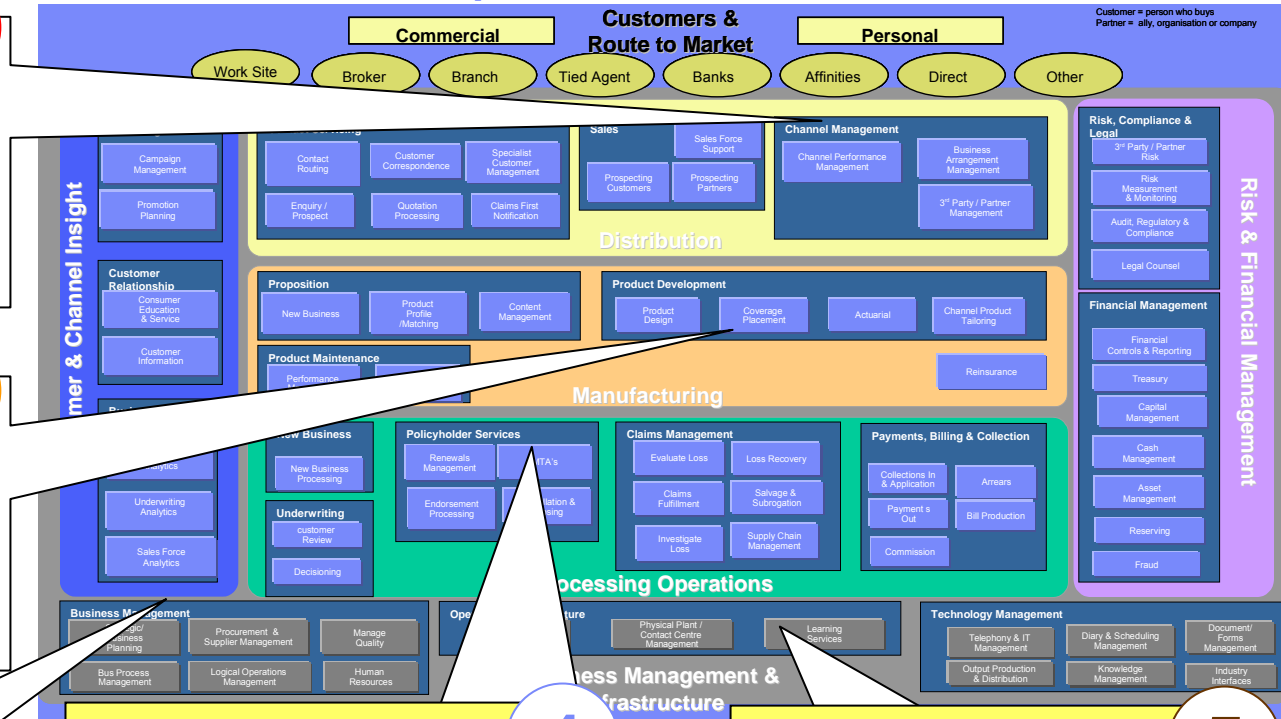 Customers &
Route to Market
Customer = person who buys
Partner = ally, organisation or company
Commercial
Personal
Work Site
Broker
Branch
Tied Agent
Banks
Affinities
Direct
Other
Channel Insight
Campaign
Management
Promotion
Planning
Customer
Relationship
Consumer
Education
& Service
Customer
Information
Analytics
Underwriting
Analytics
Sales Force
Analytics
Contact
Routing
Customer
Correspondence
Specialist
Customer
Management
Enquiry /
Prospect
Quotation
Processing
Claims First
Notification
Sales
Sales Force
Support
Prospecting
Customers
Prospecting
Partners
Channel Management
Channel Performance
Management
Business
Arrangement
Management
3rd Party / Partner
Management
Distribution
Proposition
New Business
Product
Profile
/Matching
Content
Management
Product Development
Product
Design
Coverage
Placement
Actuarial
Channel Product
Tailoring
Product Maintenance
Performance
Reinsurance
Manufacturing
New Business
New Business
Processing
Underwriting
customer
Review
Decisioning
Policyholder Services
Renewals
Management
MTA's
Endorsement
Processing
Claims Management
Evaluate Loss
Loss Recovery
Claims
Fulfillment
Salvage &
Subrogation
Investigate
Loss
Supply Chain
Management
Payments, Billing & Collection
Collections In
& Application
Arrears
Payment s
Out
Bill Production
Commission
Operations
Risk, Compliance &
Legal
3rd Party / Partner
Risk
Risk
Measurement
& Monitoring
Audit, Regulatory &
Compliance
Legal Counsel
Financial Management
Financial
Controls & Reporting
Treasury
Capital
Management
Cash
Management
Asset
Management
Reserving
Fraud
Risk & Financial Management
Business Management
Planning
Procurement &
Supplier Management
Manage
Quality
Bus Process
Management
Logical Operations
Management
Human
Resources
Physical Plant /
Contact Centre
Management
Learning
Services
Management &
Technology Management
Telephony & IT
Management
Diary & Scheduling
Management
Document/
Forms
Management
Output Production
& Distribution
Knowledge
Management
Industry
Interfaces